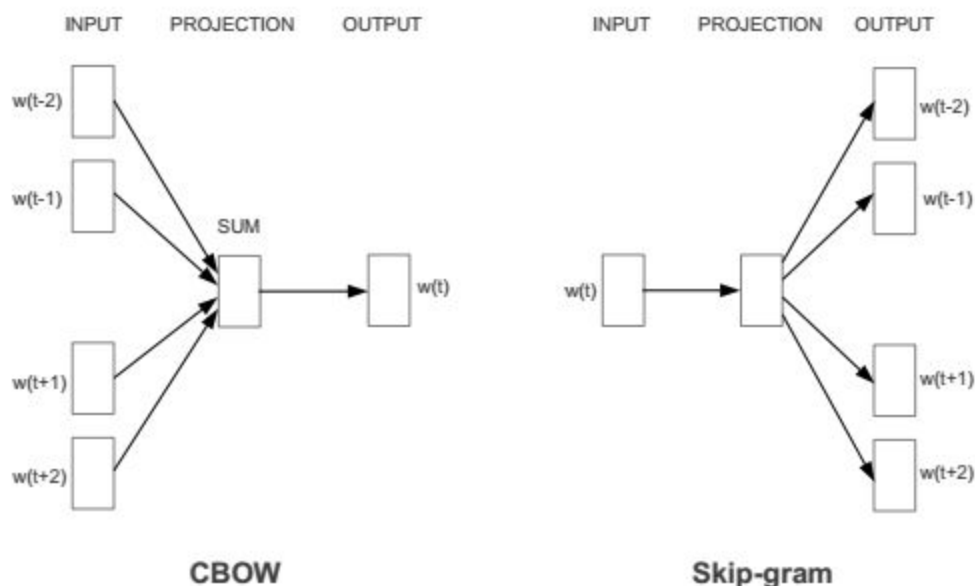 INPUT PROJECTION OUTPUT
w(t-2)
w(t-1)
SUM
w(t)
w(t+1)
w(t+2)
CBOW
INPUT PROJECTION OUTPUT
w(t-2)
w(t-1)
w(t)
w(t+1)
w(t+2)
Skip-gram